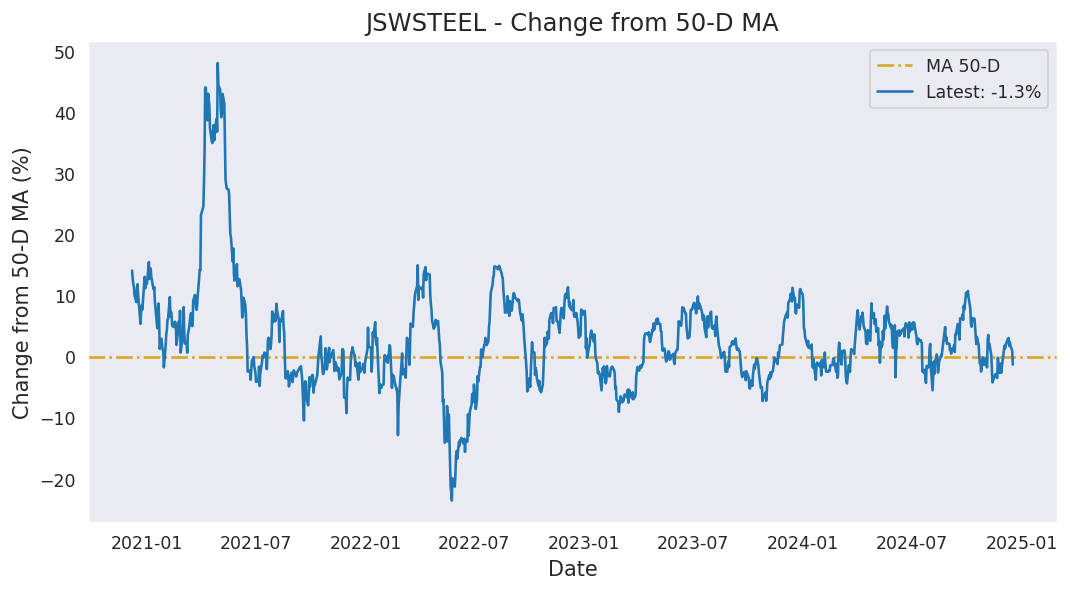 JSWSTEEL - Change from 50-D MA
MA 50-D
Latest: -1.3%
Change from 50-D MA (%)
50
40
30
20
10
0
−10
−20
2021-01 2021-07 2022-01 2022-07 2023-01 2023-07 2024-01 2024-07 2025-01
Date